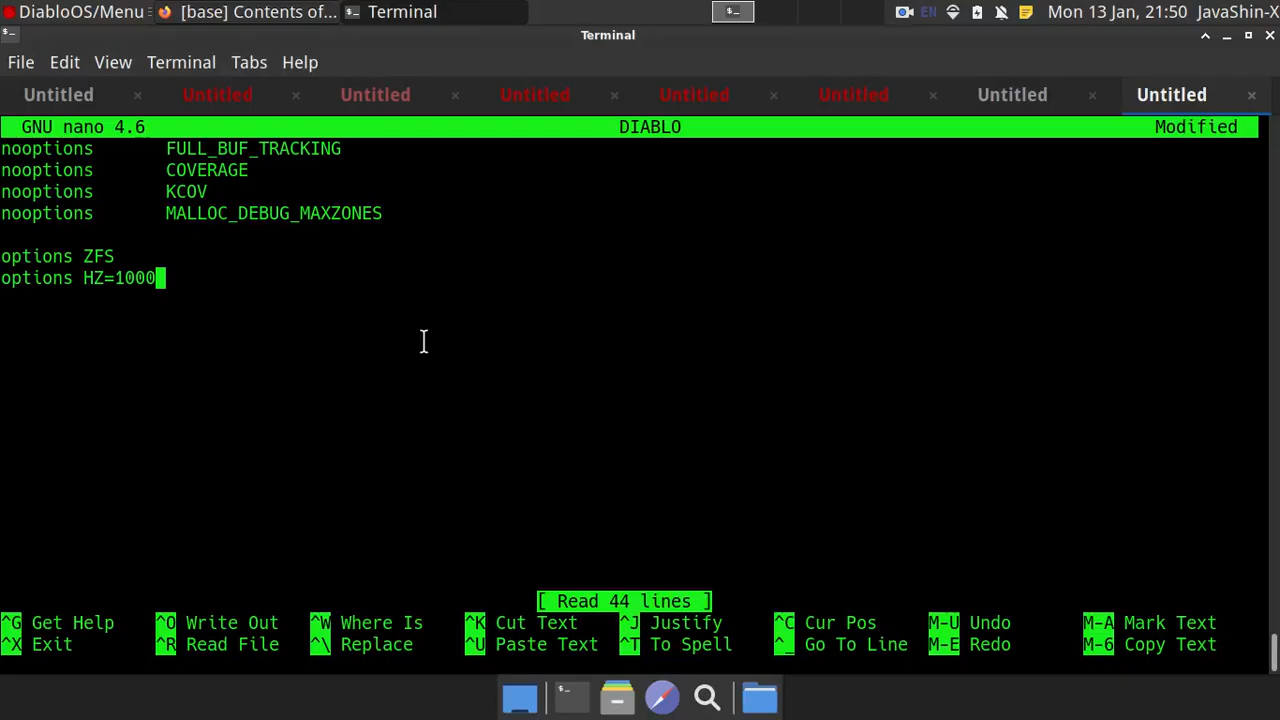 DiabloOS/Menu [base] Contents of... Terminal EN Mon 13 Jan, 21:50 JavaShin-X
Terminal
File Edit View Terminal Tabs Help
Untitled × Untitled × Untitled × Untitled × Untitled × Untitled × Untitled × Untitled ×
GNU nano 4.6 DIABLO Modified
nooptions FULL_BUF_TRACKING
nooptions COVERAGE
nooptions KCOV
nooptions MALLOC_DEBUG_MAXZONES
options ZFS
options HZ=1000
[ Read 44 lines ]
^G Get Help ^O Write Out ^W Where Is ^K Cut Text ^J Justify ^C Cur Pos M-U Undo M-A Mark Text
^X Exit ^R Read File ^\ Replace ^U Paste Text ^T To Spell ^_ Go To Line M-E Redo M-6 Copy Text